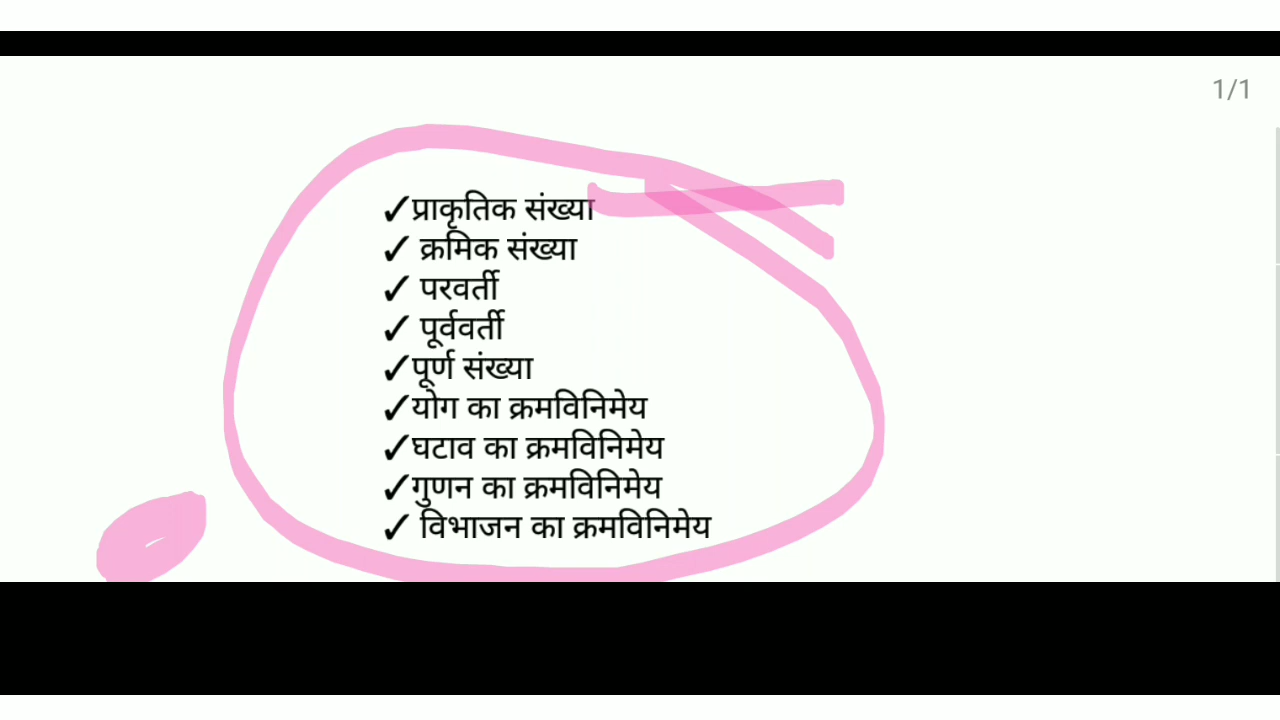 1/1
✓प्राकृतिक संख्या
✓ क्रमिक संख्या
✓ परवर्ती
✓ पूर्ववर्ती
✓पूर्ण संख्या
✓योग का क्रमविनिमेय
✓घटाव का क्रमविनिमेय
✓गुणन का क्रमविनिमेय
✓ विभाजन का क्रमविनिमेय